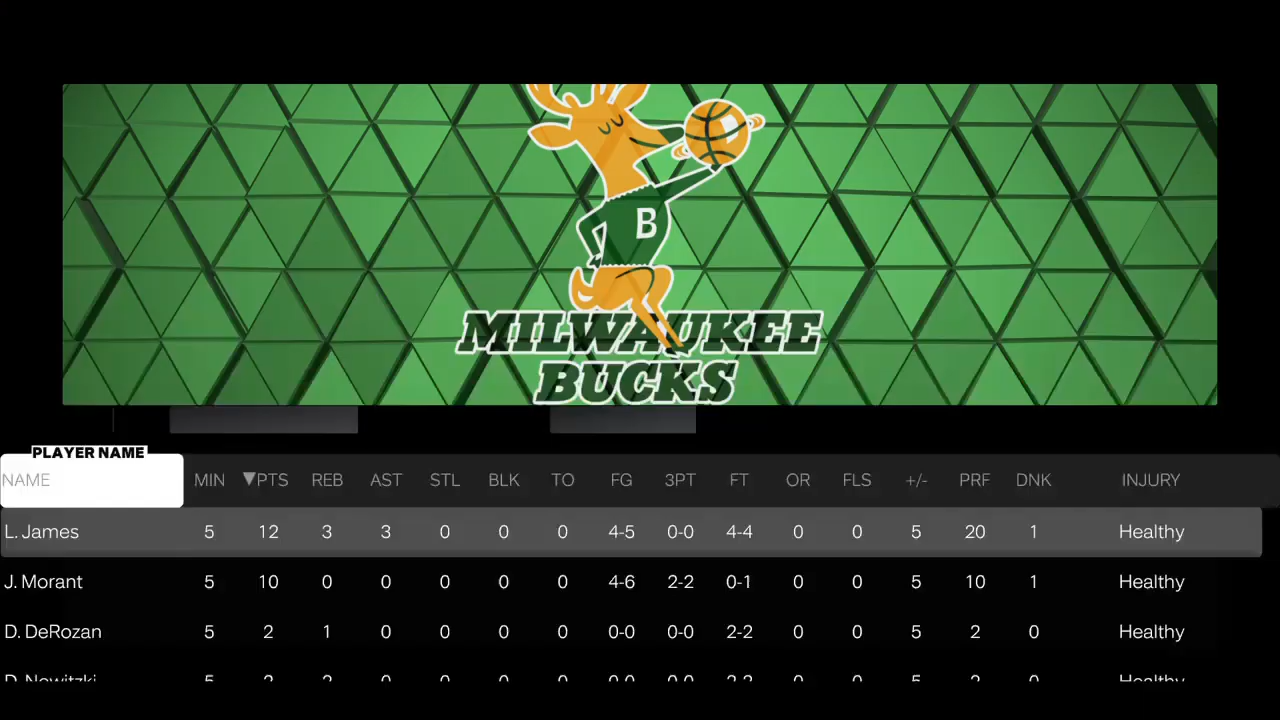 B
MILWAUKEE
BUCKS
PLAYER NAME
NAME MIN ▼PTS REB AST STL BLK TO FG 3PT FT OR FLS +/- PRF DNK INJURY
L. James 5 12 3 3 0 0 0 4-5 0-0 4-4 0 0 5 20 1 Healthy
J. Morant 5 10 0 0 0 0 0 4-6 2-2 0-1 0 0 5 10 1 Healthy
D. DeRozan 5 2 1 0 0 0 0 0-0 0-0 2-2 0 0 5 2 0 Healthy
D. Nowitzki